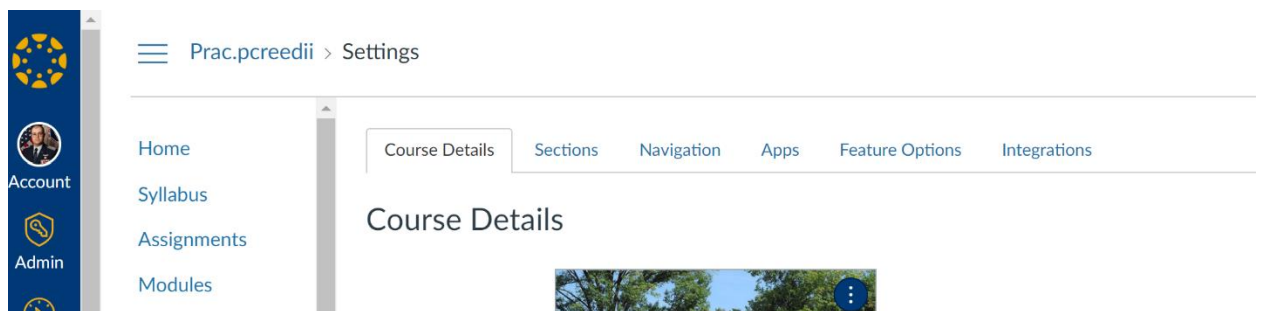 Prac.pcreedii > Settings
Account
Admin
Home
Syllabus
Assignments
Modules
Course Details Sections Navigation Apps Feature Options Integrations
Course Details